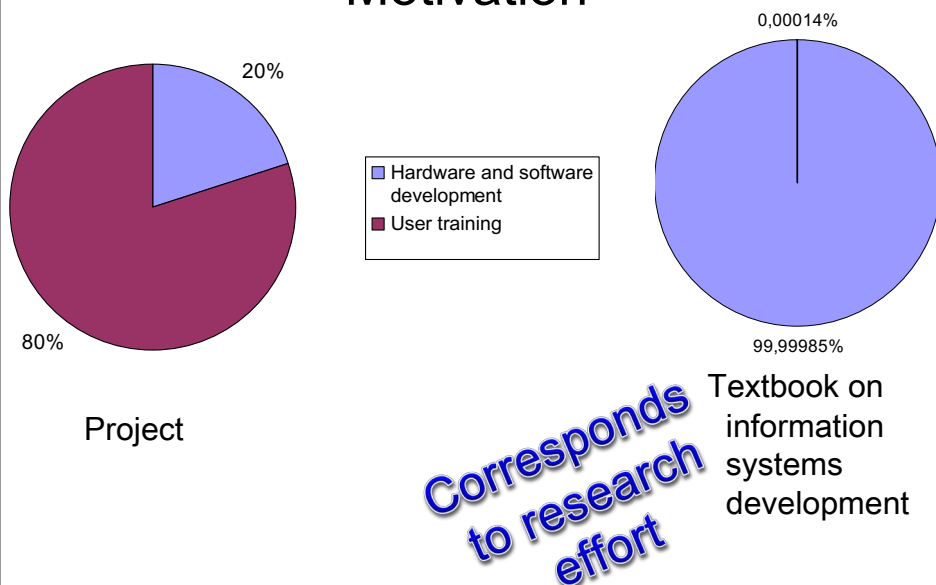 Motivation
0,00014%
20%
Hardware and software
development
User training
80%
99,99985%
Project
Textbook on
information
systems
development
Corresponds
to research
effort